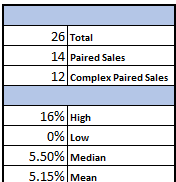 26 Total
14 Paired Sales
12 Complex Paired Sales
16% High
0% Low
5.50% Median
5.15% Mean